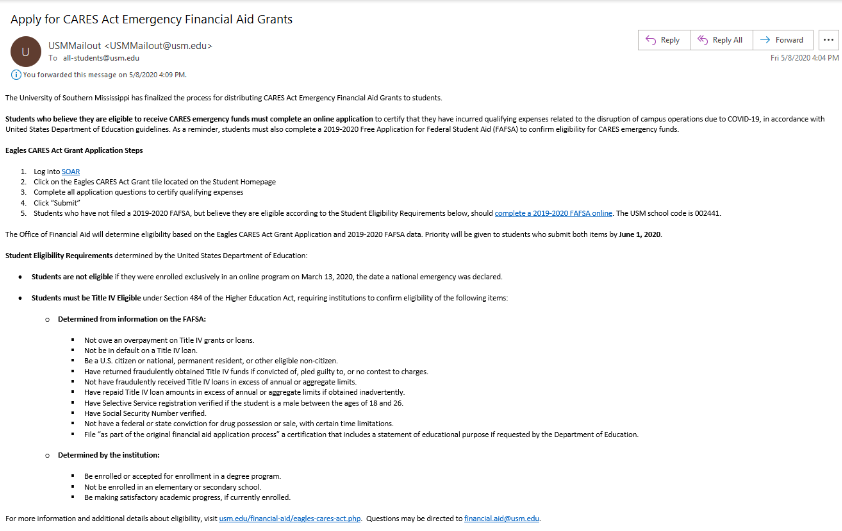 Apply for CARES Act Emergency Financial Aid Grants
U
USMMailout <USMMailout@usm.edu>
To all-students@usm.edu
Reply
Reply All
Forward
...
Fri 5/8/2020 4:04 PM
You forwarded this message on 5/8/2020 4:09 PM.
The University of Southern Mississippi has finalized the process for distributing CARES Act Emergency Financial Aid Grants to students.
Students who believe they are eligible to receive CARES emergency funds must complete an online application to certify that they have incurred qualifying expenses related to the disruption of campus operations due to COVID-19, in accordance with
United States Department of Education guidelines. As a reminder, students must also complete a 2019-2020 Free Application for Federal Student Aid (FAFSA) to confirm eligibility for CARES emergency funds.
Eagles CARES Act Grant Application Steps
1. Log into SOAR
2. Click on the Eagles CARES Act Grant tile located on the Student Homepage
3. Complete all application questions to certify qualifying expenses
4. Click "Submit"
5. Students who have not filed a 2019-2020 FAFSA, but believe they are eligible according to the Student Eligibility Requirements below, should complete a 2019-2020 FAFSA online. The USM school code is 002441.
The Office of Financial Aid will determine eligibility based on the Eagles CARES Act Grant Application and 2019-2020 FAFSA data. Priority will be given to students who submit both items by June 1, 2020.
Student Eligibility Requirements determined by the United States Department of Education:
• Students are not eligible if they were enrolled exclusively in an online program on March 13, 2020, the date a national emergency was declared.
• Students must be Title IV Eligible under Section 484 of the Higher Education Act, requiring institutions to confirm eligibility of the following items:
o Determined from information on the FAFSA:
▪ Not owe an overpayment on Title IV grants or loans.
▪ Not be in default on a Title IV loan.
▪ Be a U.S. citizen or national, permanent resident, or other eligible non-citizen.
▪ Have returned fraudulently obtained Title IV funds if convicted of, pled guilty to, or no contest to charges.
▪ Not have fraudulently received Title IV loans in excess of annual or aggregate limits.
▪ Have repaid Title IV loan amounts in excess of annual or aggregate limits if obtained inadvertently.
▪ Have Selective Service registration verified if the student is a male between the ages of 18 and 26.
▪ Have Social Security Number verified.
▪ Not have a federal or state conviction for drug possession or sale, with certain time limitations.
▪ File "as part of the original financial aid application process" a certification that includes a statement of educational purpose if requested by the Department of Education.
o Determined by the institution:
▪ Be enrolled or accepted for enrollment in a degree program.
▪ Not be enrolled in an elementary or secondary school.
▪ Be making satisfactory academic progress, if currently enrolled.
For more information and additional details about eligibility, visit usm.edu/financial-aid/eagles-cares-act.php. Questions may be directed to financial.aid@usm.edu.